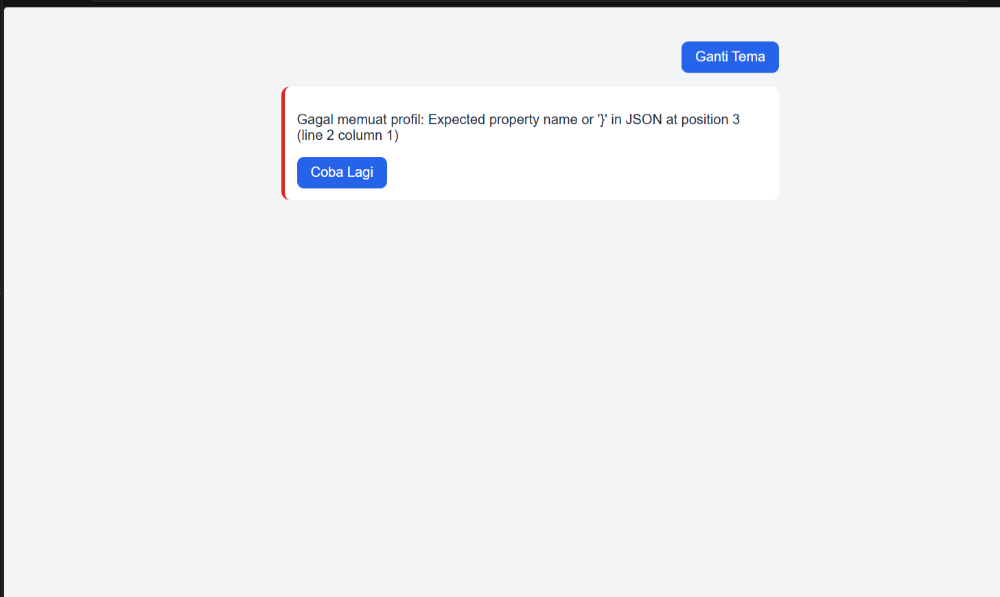 Ganti Tema
Gagal memuat profil: Expected property name or '}' in JSON at position 3
(line 2 column 1)
Coba Lagi